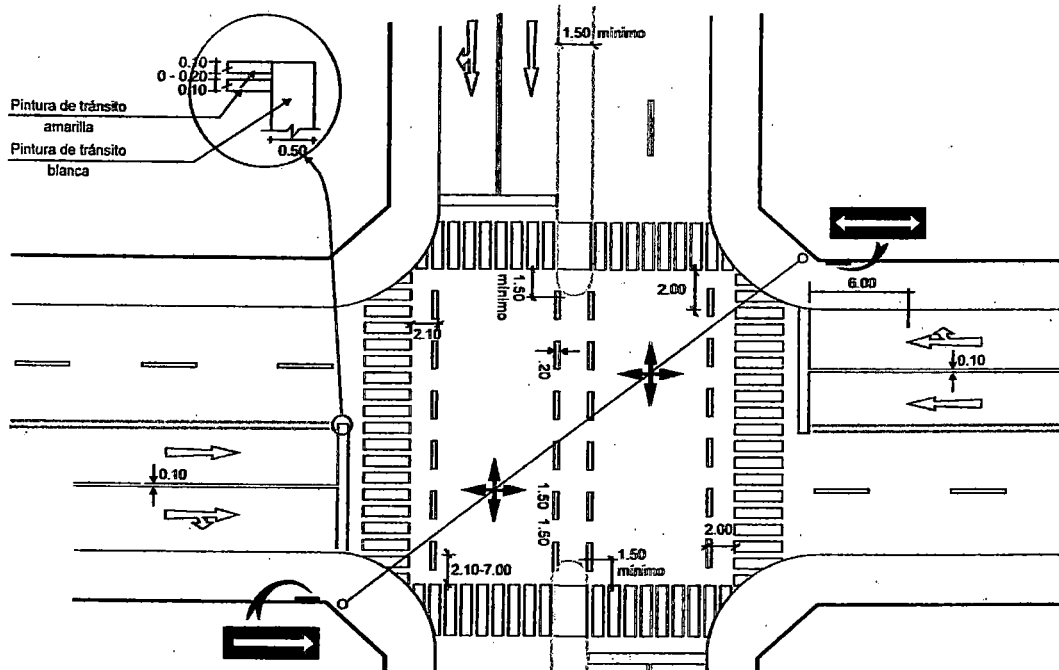 1.50 mínimo
0.10
0 - 0.20
0.10
Pintura de tránsito
amarilla
Pintura de tránsito
blanca
0.50
1.50
mínimo
2.00
6.00
2.10
.20
0.10
0.10
1.50 1.50
2.00
1.50
mínimo
2.10-7.00